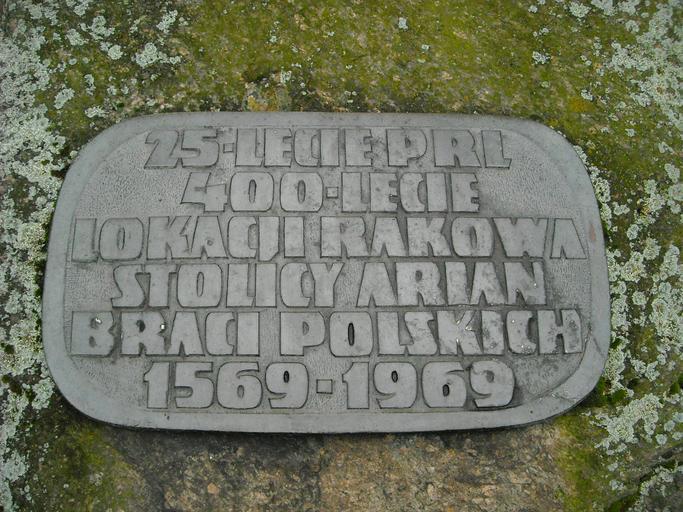 25-LECIE PRL
400-LECIE
LOKACJI RAKOWA
STOLICY ARIAN
BRACI POLSKICH
1569-1969